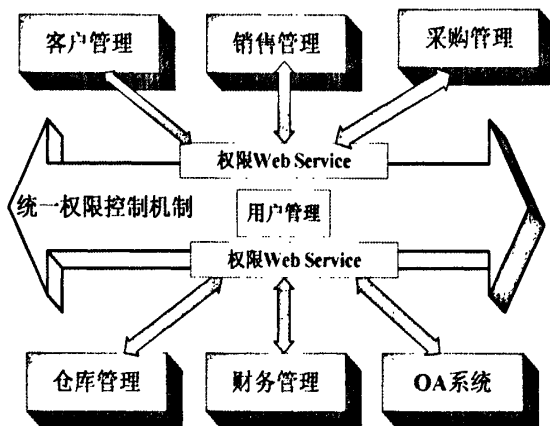 客户管理
销售管理
采购管理
权限Web Service
统一权限控制机制
用户管理
权限Web Service
仓库管理
财务管理
OA系统